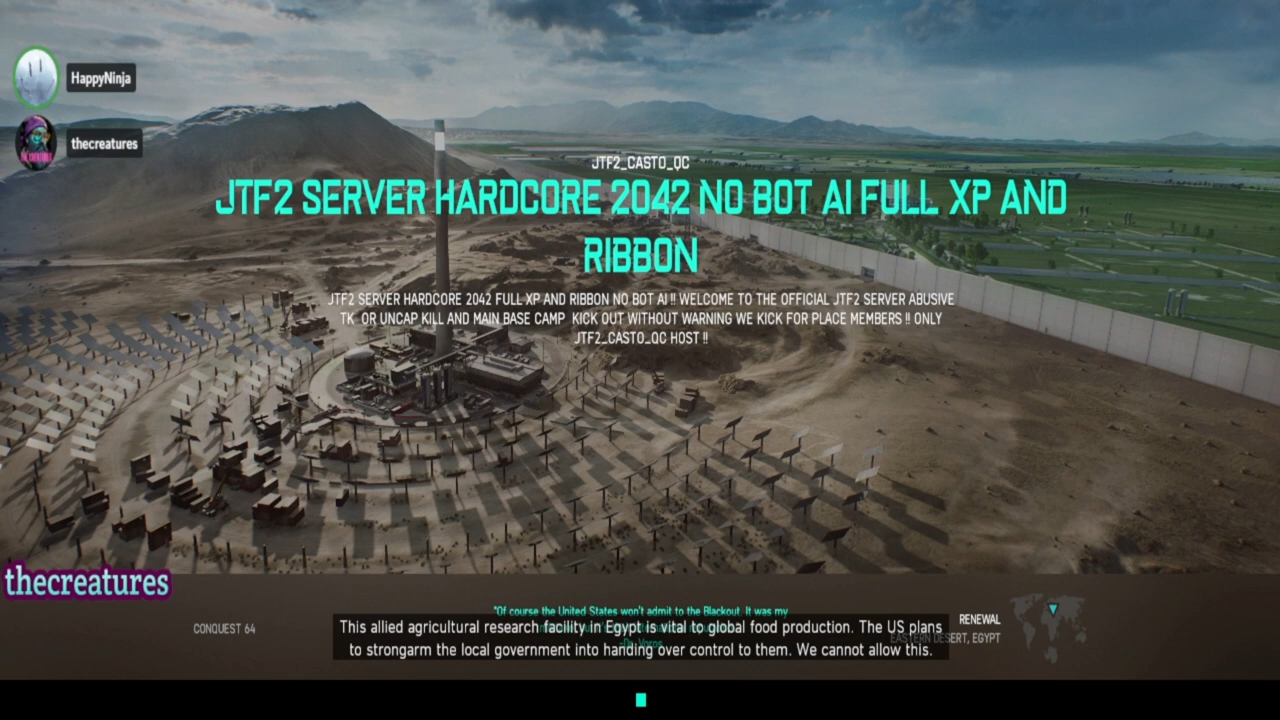 HappyNinja
thecreatures
JTF2_CASTO_QC
JTF2 SERVER HARDCORE 2042 NO BOT AI FULL XP AND
RIBBON
JTF2 SERVER HARDCORE 2042 FULL XP AND RIBBON NO BOT AI !! WELCOME TO THE OFFICIAL JTF2 SERVER ABUSIVE
TK OR UNCAP KILL AND MAIN BASE CAMP KICK OUT WITHOUT WARNING WE KICK FOR PLACE MEMBERS !! ONLY
JTF2_CASTO_QC HOST !!
thecreatures
CONQUEST 64
"Of course the United States won't admit to the Blackout. It was my
This allied agricultural research facility in Egypt is vital to global food production. The US plans
to strongarm the local government into handing over control to them. We cannot allow this.
RENEWAL
EASTERN DESERT, EGYPT